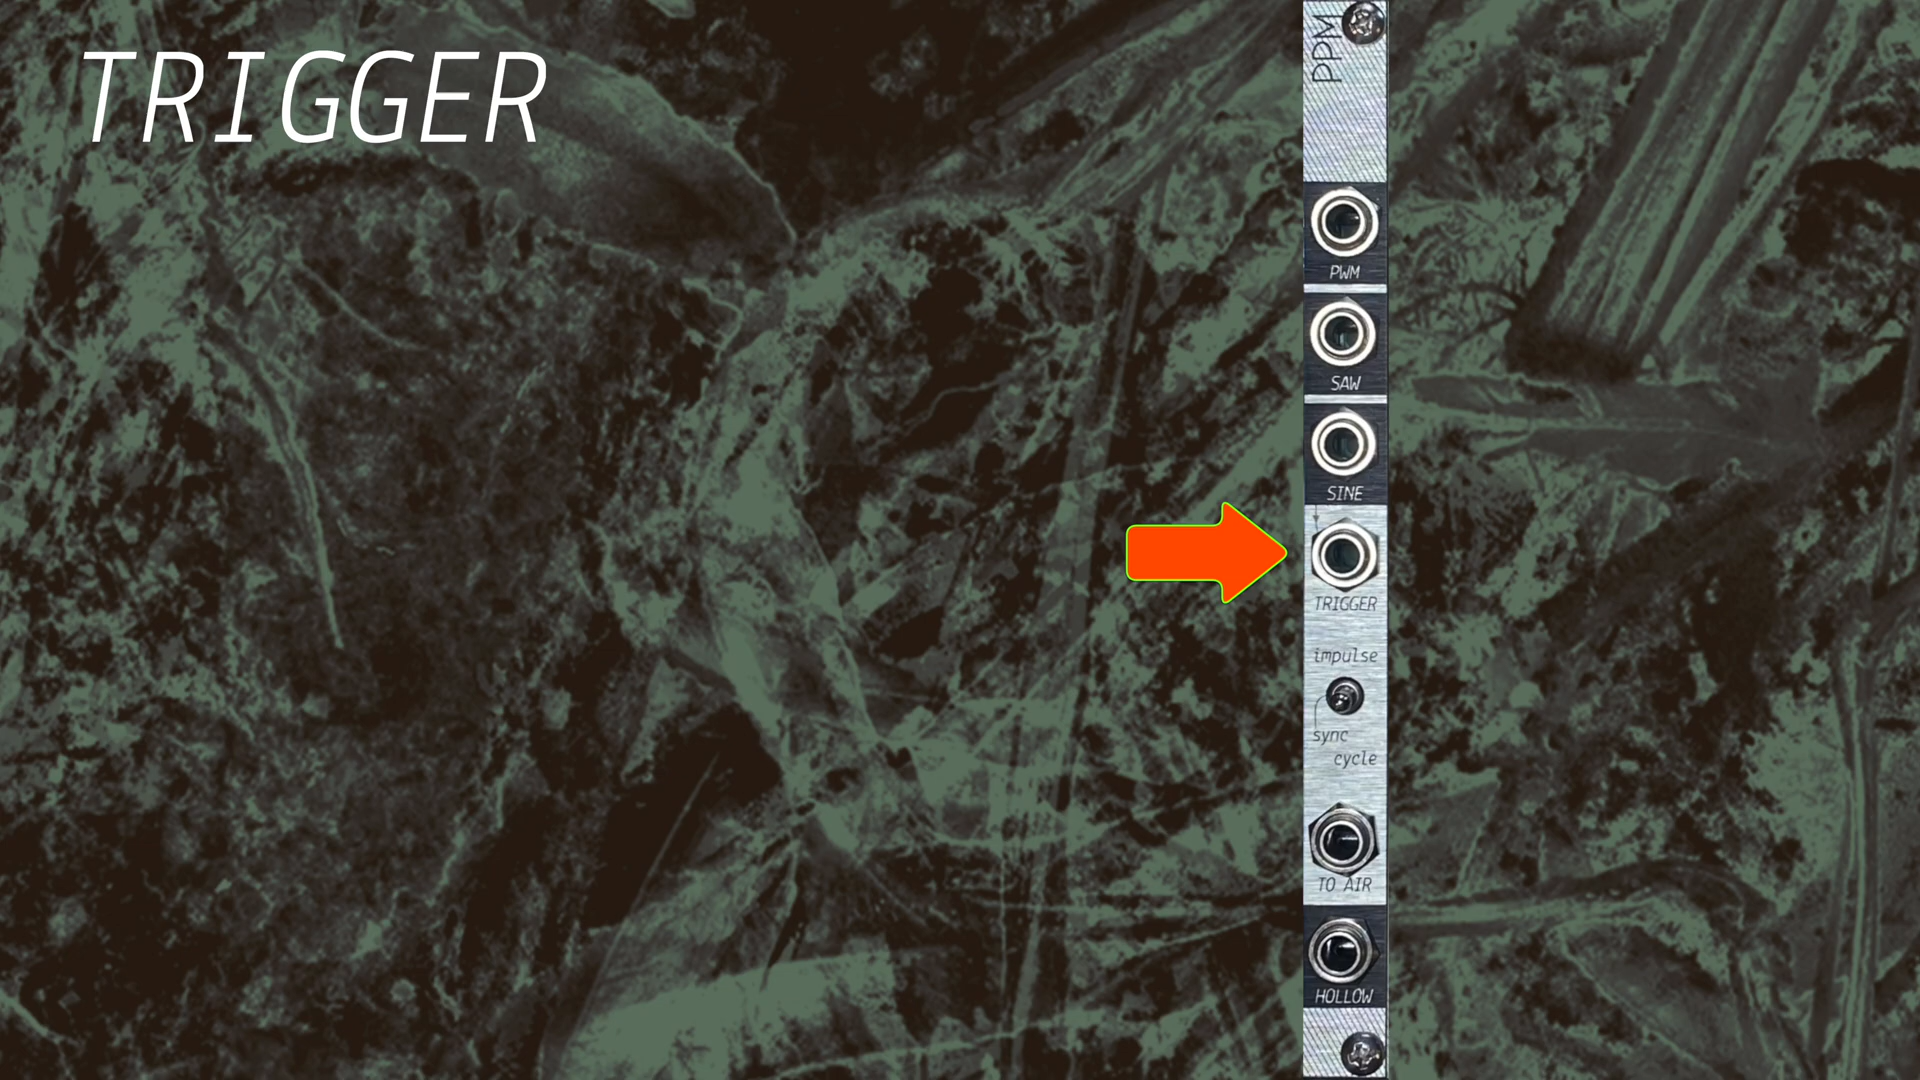 TRIGGER
PPM
PWM
SAW
SINE
TRIGGER
impulse
sync
cycle
TO AIR
HOLLOW